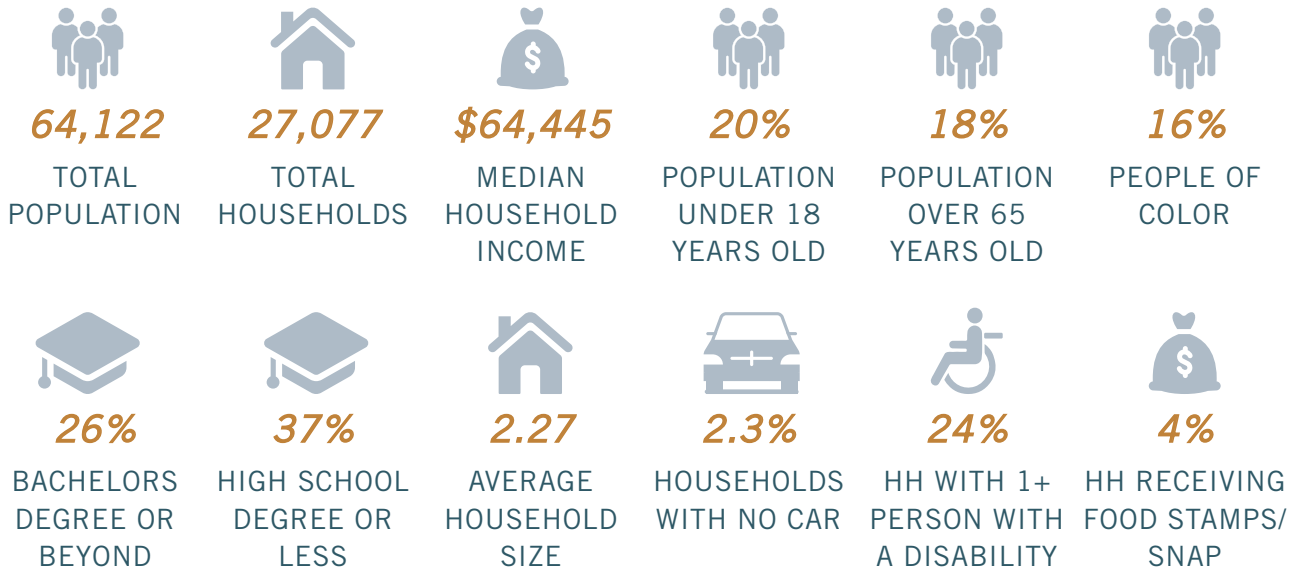 64,122
TOTAL
POPULATION
27,077
TOTAL
HOUSEHOLDS
$64,445
MEDIAN
HOUSEHOLD
INCOME
20%
POPULATION
UNDER 18
YEARS OLD
18%
POPULATION
OVER 65
YEARS OLD
16%
PEOPLE OF
COLOR
26%
BACHELORS
DEGREE OR
BEYOND
37%
HIGH SCHOOL
DEGREE OR
LESS
2.27
AVERAGE
HOUSEHOLD
SIZE
2.3%
HOUSEHOLDS
WITH NO CAR
24%
HH WITH 1+
PERSON WITH
A DISABILITY
4%
HH RECEIVING
FOOD STAMPS/
SNAP